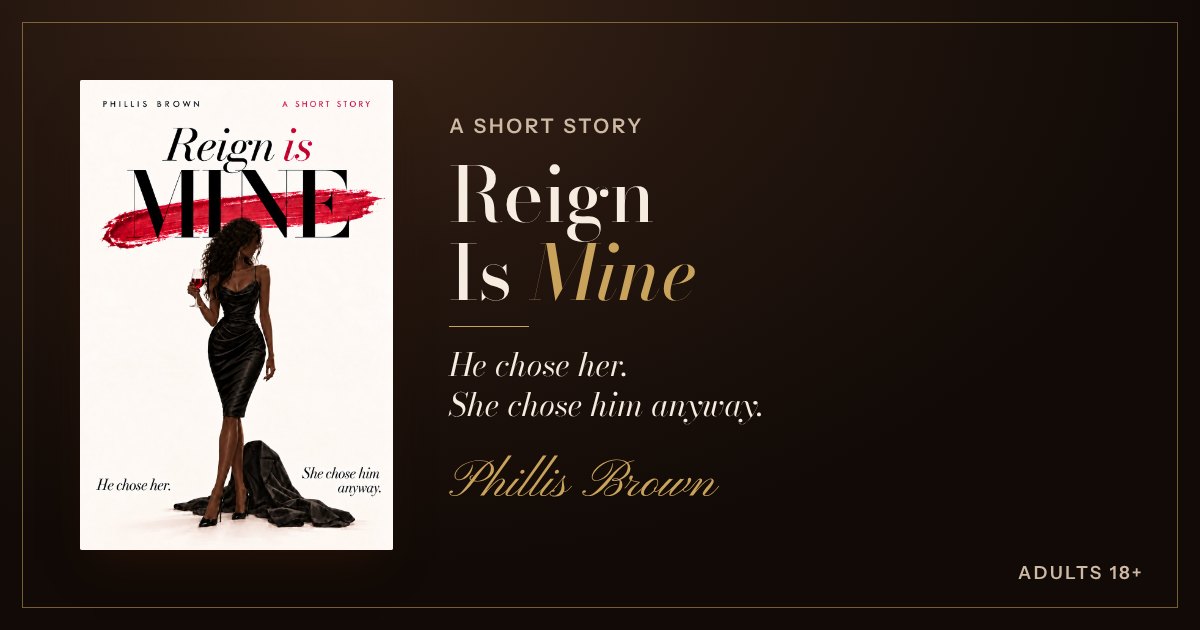 PHILLIS BROWN
A SHORT STORY
Reign is
MINE
He chose her.
She chose him
anyway.
A SHORT STORY
Reign
Is Mine
He chose her.
She chose him anyway.
Phillis Brown
ADULTS 18+